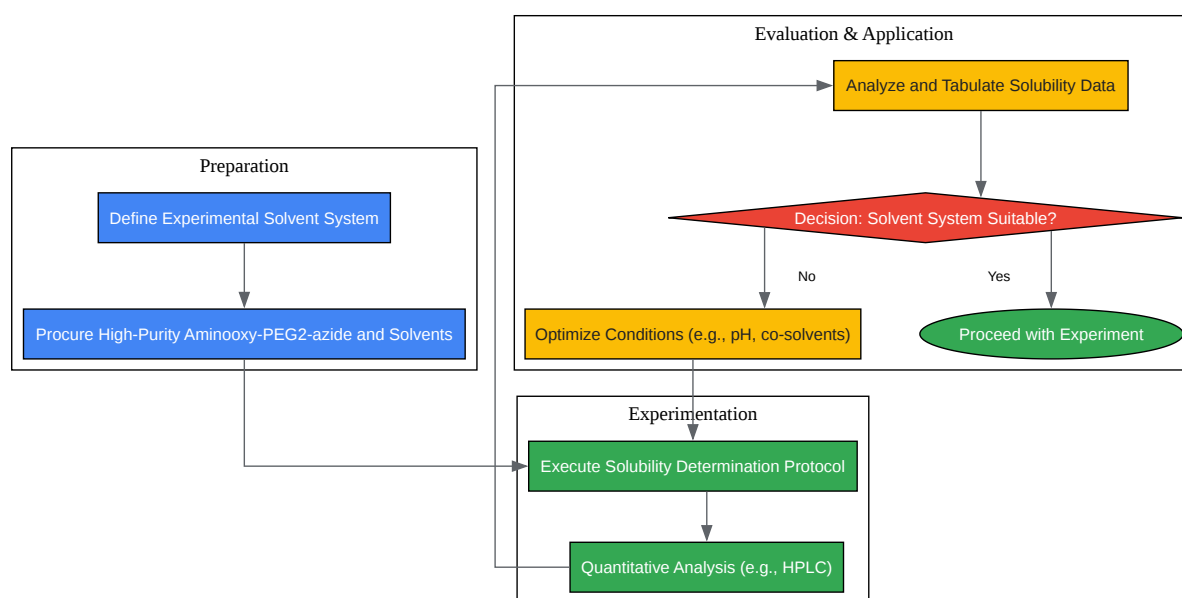 Preparation
Define Experimental Solvent System
Procure High-Purity Aminooxy-PEG2-azide and Solvents
Evaluation & Application
Analyze and Tabulate Solubility Data
Decision: Solvent System Suitable?
No
Yes
Optimize Conditions (e.g., pH, co-solvents)
Proceed with Experiment
Experimentation
Execute Solubility Determination Protocol
Quantitative Analysis (e.g., HPLC)